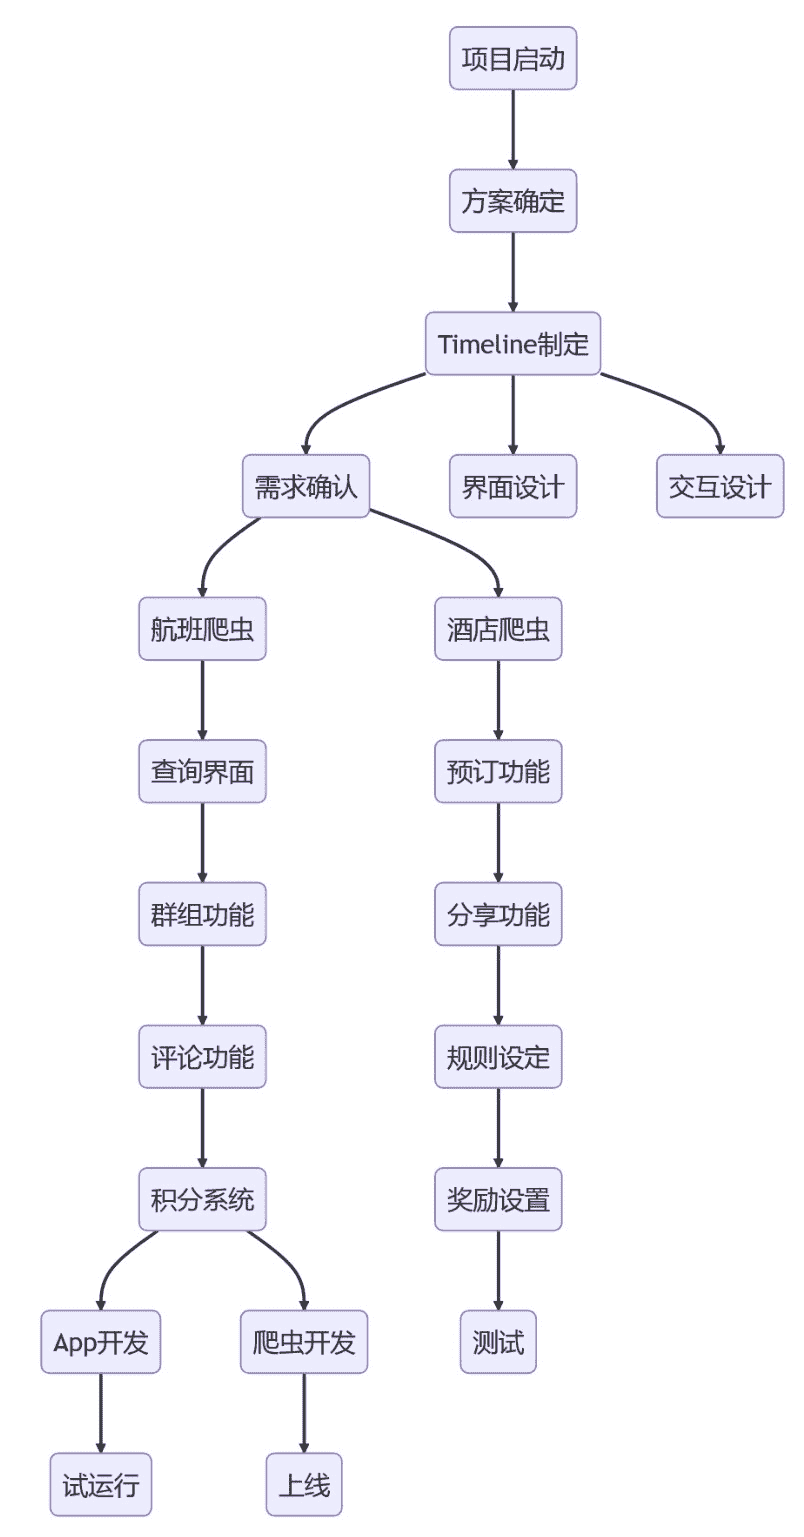 项目启动
方案确定
Timeline制定
需求确认
界面设计
交互设计
航班爬虫
酒店爬虫
查询界面
预订功能
群组功能
分享功能
评论功能
规则设定
积分系统
奖励设置
App开发
爬虫开发
测试
试运行
上线